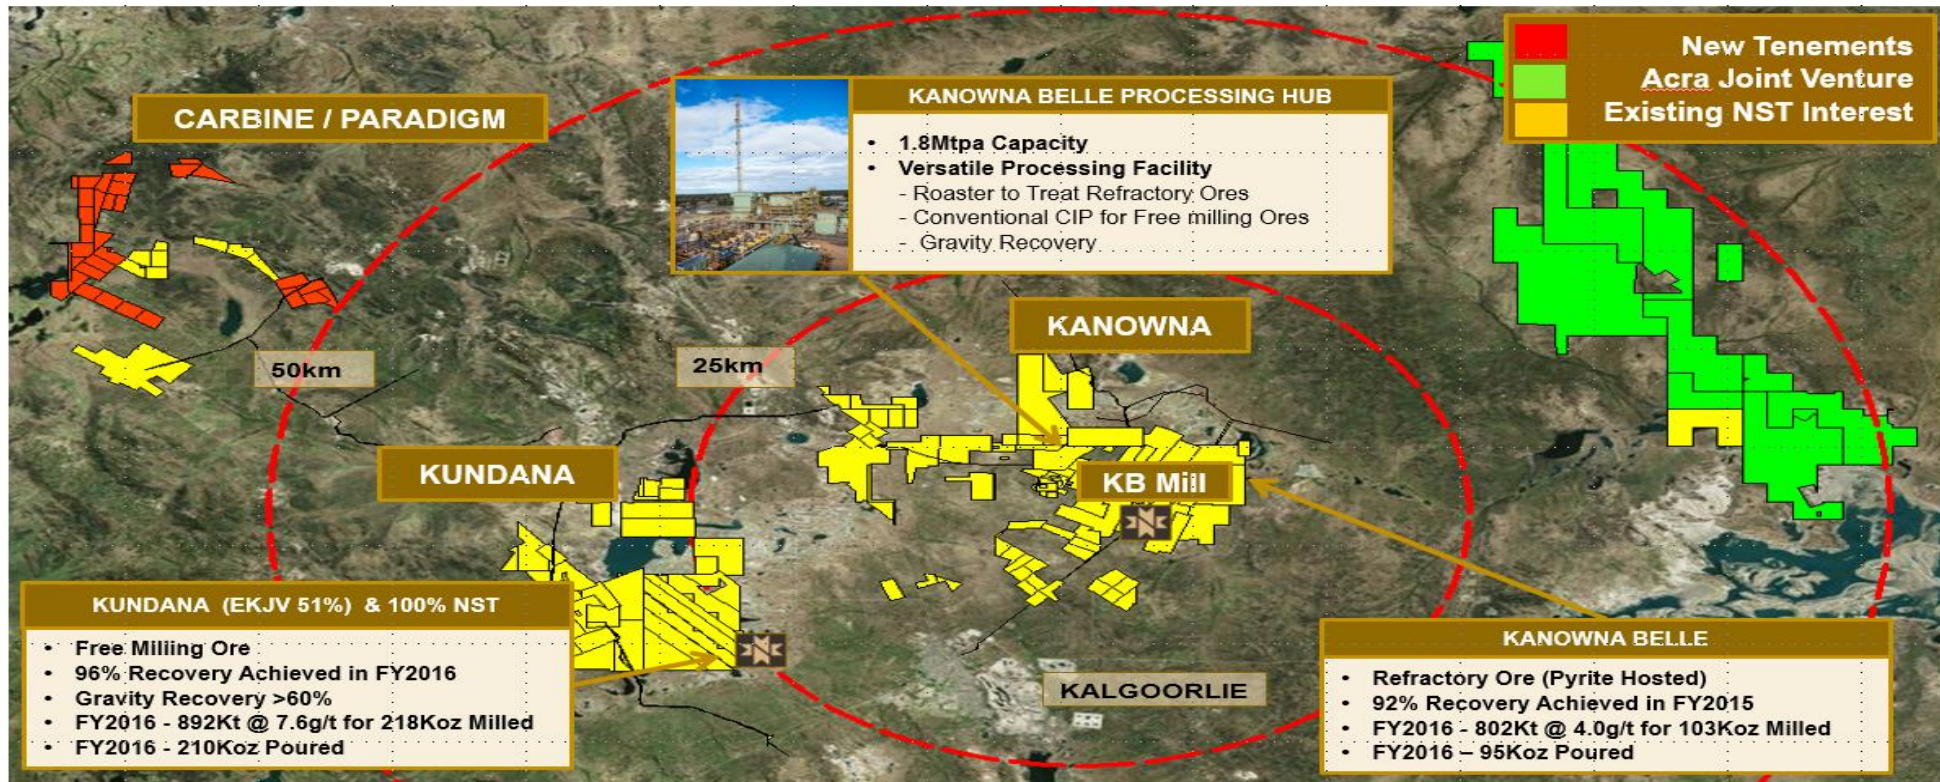 New Tenements
Acra Joint Venture
Existing NST Interest
CARBINE / PARADIGM
KANOWNA BELLE PROCESSING HUB
• 1.8Mtpa Capacity
• Versatile Processing Facility
- Roaster to Treat Refractory Ores
- Conventional CIP for Free milling Ores
- Gravity Recovery
KANOWNA
50km
25km
KUNDANA
KB Mill
KUNDANA (EKJV 51%) & 100% NST
• Free Milling Ore
• 96% Recovery Achieved in FY2016
• Gravity Recovery >60%
• FY2016 - 892Kt @ 7.6g/t for 218Koz Milled
• FY2016 - 210Koz Poured
KALGOORLIE
KANOWNA BELLE
• Refractory Ore (Pyrite Hosted)
• 92% Recovery Achieved in FY2015
• FY2016 - 802Kt @ 4.0g/t for 103Koz Milled
• FY2016 – 95Koz Poured